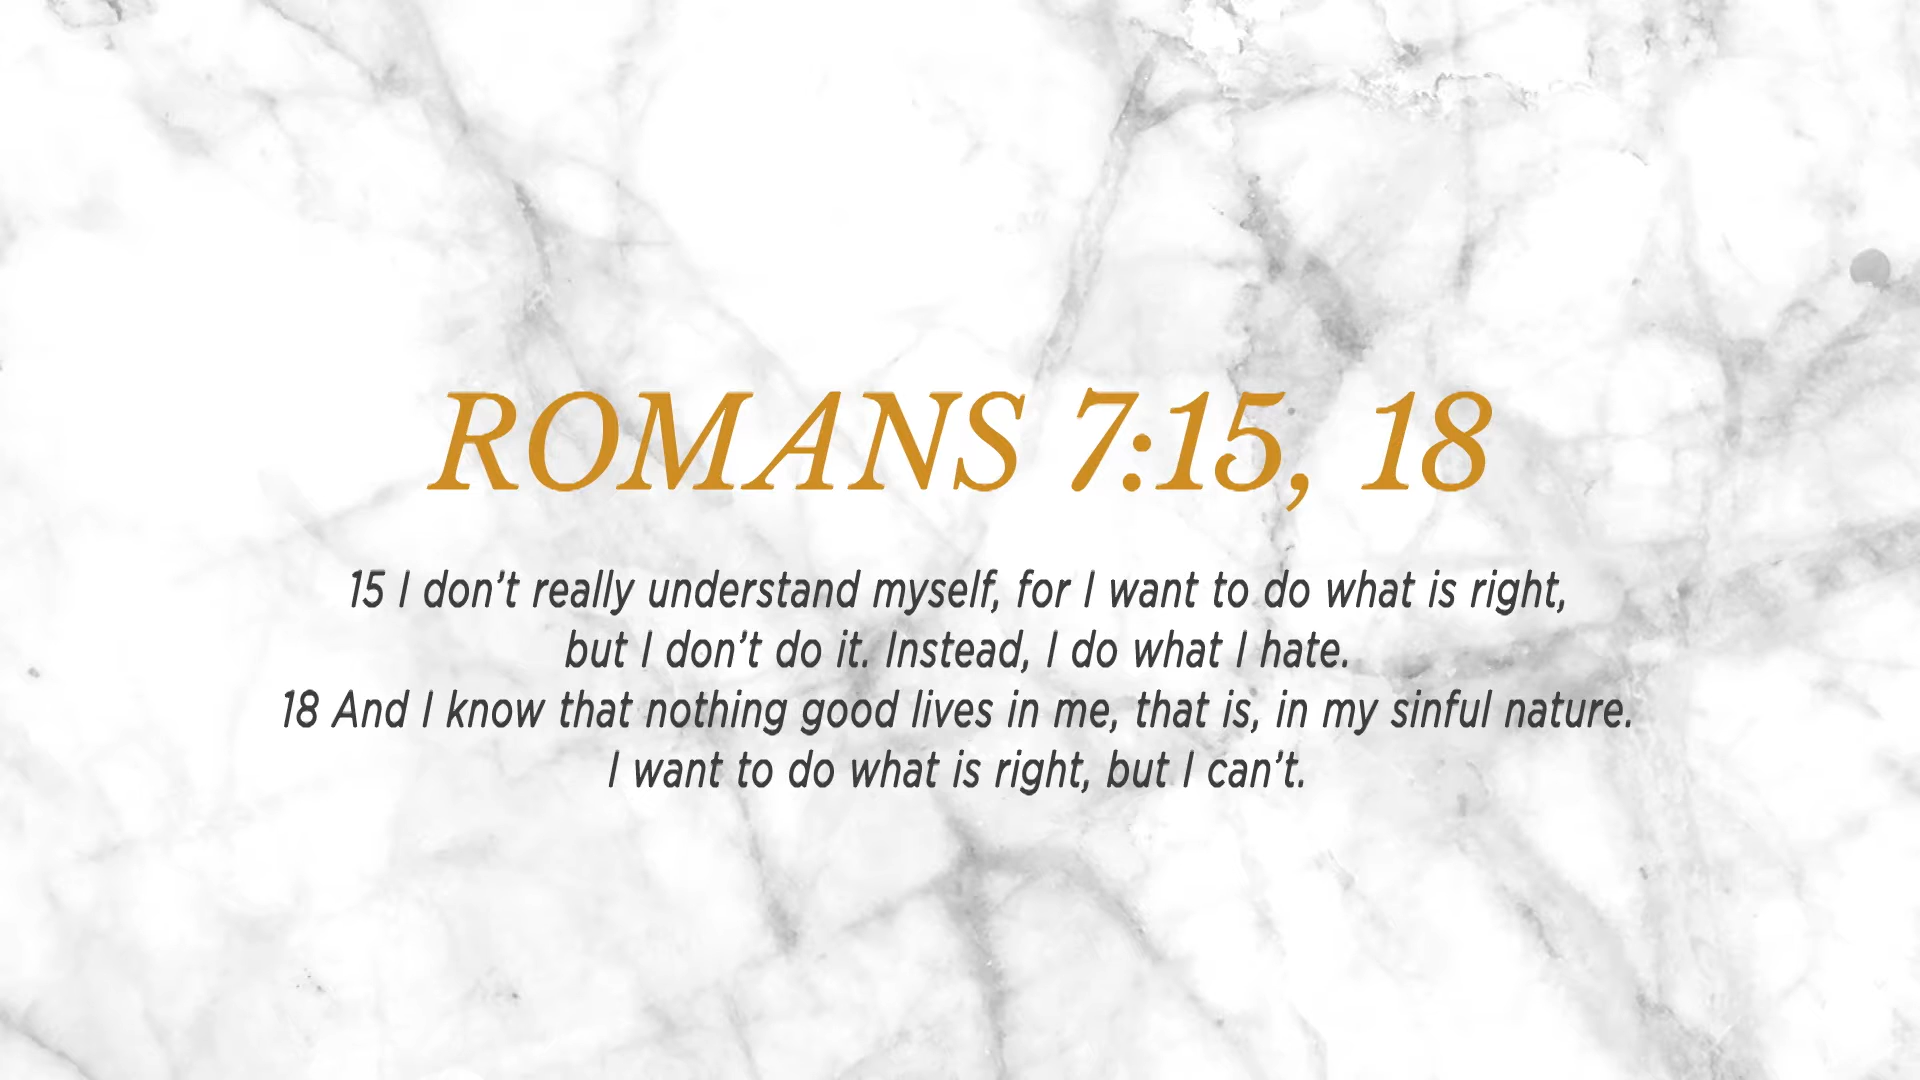 ROMANS 7:15, 18
15 I don’t really understand myself, for I want to do what is right,
but I don’t do it. Instead, I do what I hate.
18 And I know that nothing good lives in me, that is, in my sinful nature.
I want to do what is right, but I can’t.